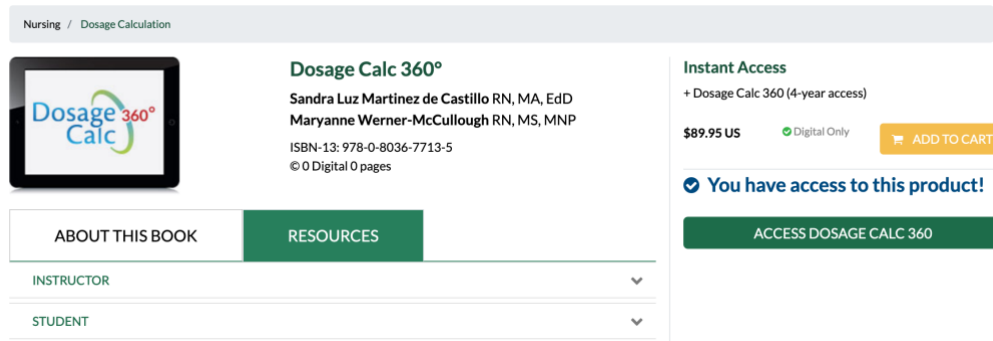 Nursing / Dosage Calculation
Dosage 360°
Calc
Dosage Calc 360º
Sandra Luz Martinez de Castillo RN, MA, EdD
Maryanne Werner-McCullough RN, MS, MNP
ISBN-13: 978-0-8036-7713-5
© 0 Digital 0 pages
ABOUT THIS BOOK
RESOURCES
INSTRUCTOR
STUDENT
Instant Access
+ Dosage Calc 360 (4-year access)
$89.95 US
Digital Only
ADD TO CART
You have access to this product!
ACCESS DOSAGE CALC 360